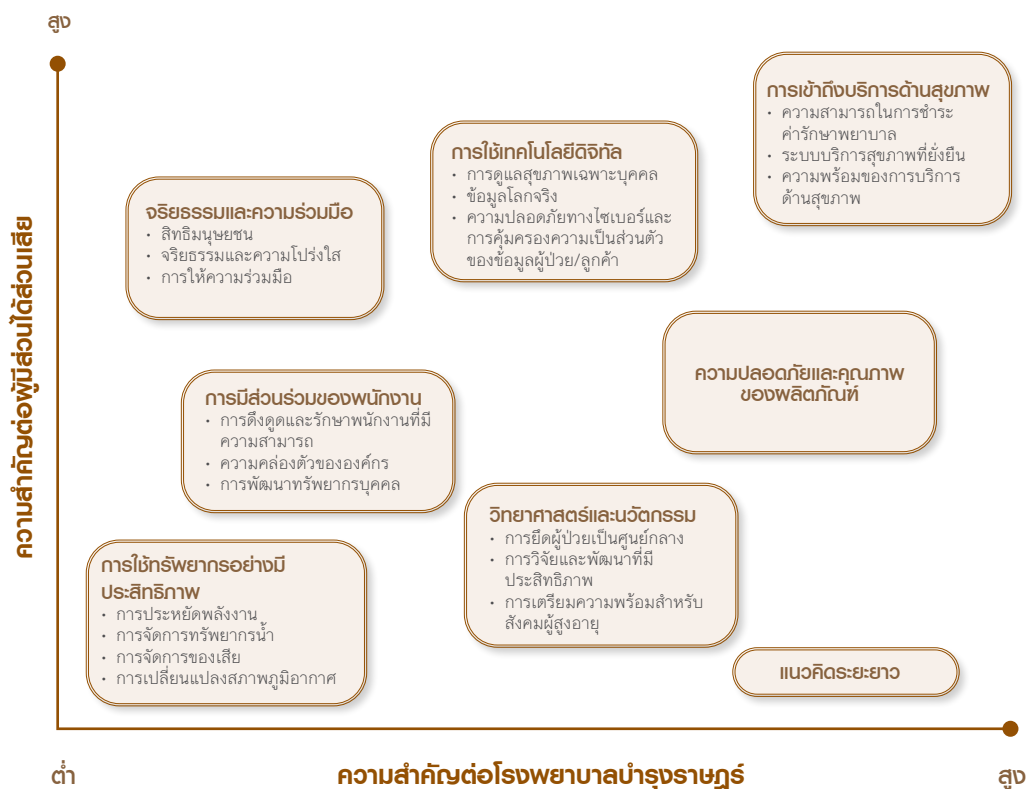 สูง
ความสำคัญต่อผู้มีส่วนได้ส่วนเสีย
การเข้าถึงบริการด้านสุขภาพ
• ความสามารถในการชำระ
ค่ารักษาพยาบาล
• ระบบบริการสุขภาพที่ยั่งยืน
• ความพร้อมของการบริการ
ด้านสุขภาพ
การใช้เทคโนโลยีดิจิทัล
• การดูแลสุขภาพเฉพาะบุคคล
• ข้อมูลโลกจริง
• ความปลอดภัยทางไซเบอร์และ
การคุ้มครองความเป็นส่วนตัว
ของข้อมูลผู้ป่วย/ลูกค้า
จริยธรรมและความร่วมมือ
• สิทธิมนุษยชน
• จริยธรรมและความโปร่งใส
• การให้ความร่วมมือ
ความปลอดภัยและคุณภาพ
ของผลิตภัณฑ์
การมีส่วนร่วมของพนักงาน
• การดึงดูดและรักษาพนักงานที่มี
ความสามารถ
• ความคล่องตัวขององค์กร
• การพัฒนาทรัพยากรบุคคล
วิทยาศาสตร์และนวัตกรรม
• การยึดผู้ป่วยเป็นศูนย์กลาง
• การวิจัยและพัฒนาที่มี
ประสิทธิภาพ
• การเตรียมความพร้อมสำหรับ
สังคมผู้สูงอายุ
การใช้ทรัพยากรอย่างมี
ประสิทธิภาพ
• การประหยัดพลังงาน
• การจัดการทรัพยากรน้ำ
• การจัดการของเสีย
• การเปลี่ยนแปลงสภาพภูมิอากาศ
แนวคิดระยะยาว
ต่ำ
ความสำคัญต่อโรงพยาบาลบำรุงราษฎร์
สูง